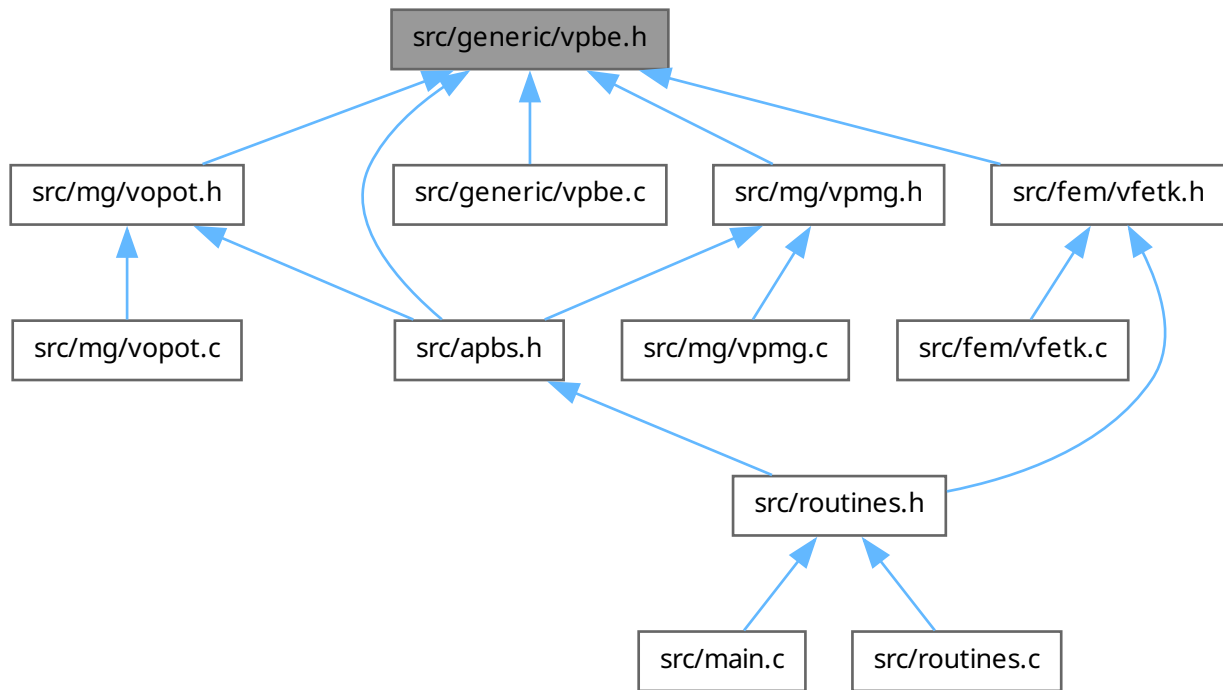 src/generic/vpbe.h
src/mg/vopot.h
src/generic/vpbe.c
src/mg/vpmg.h
src/fem/vfetk.h
src/mg/vopot.c
src/apbs.h
src/mg/vpmg.c
src/fem/vfetk.c
src/routines.h
src/main.c
src/routines.c